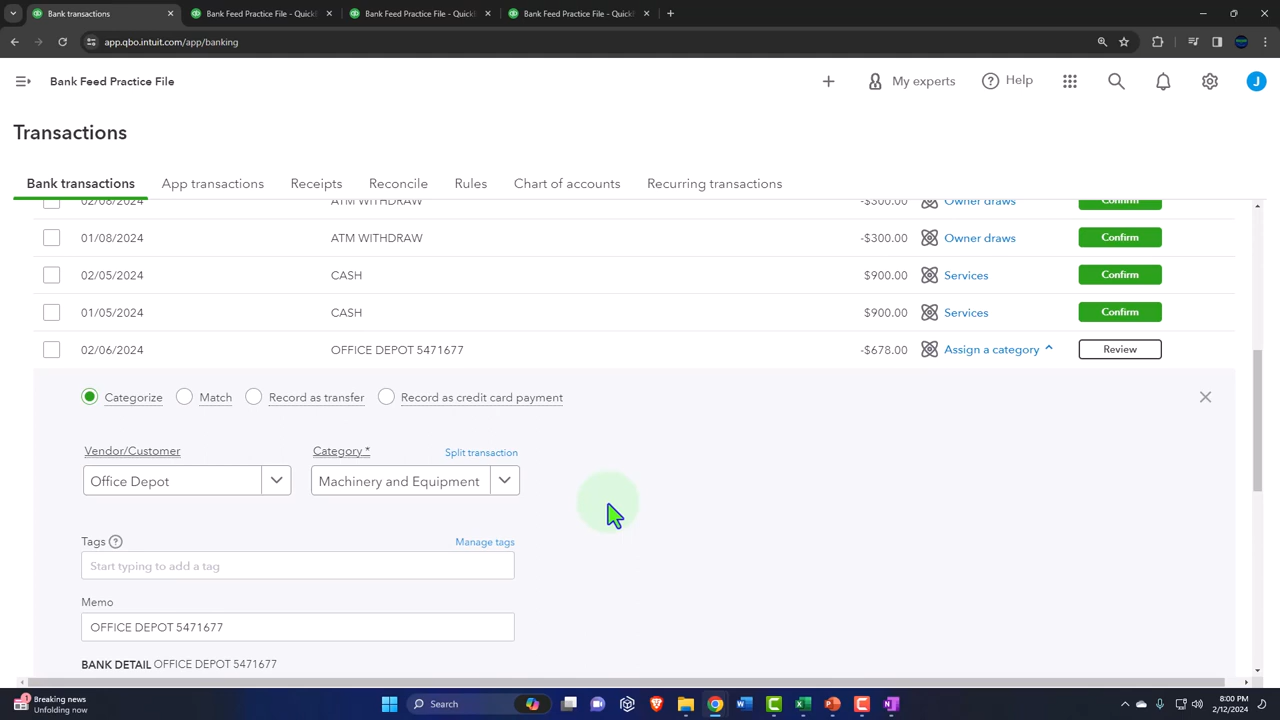 Bank transactions
Bank Feed Practice File - Quick
Bank Feed Practice File - Quick
Bank Feed Practice File - Quick
app.qbo.intuit.com/app/banking
Bank Feed Practice File
My experts
Help
J
Transactions
Bank transactions
App transactions
Receipts
Reconcile
Rules
Chart of accounts
Recurring transactions
02/08/2024 ATM WITHDRAW -$300.00 Owner draws Confirm
01/08/2024 ATM WITHDRAW -$300.00 Owner draws Confirm
02/05/2024 CASH $900.00 Services Confirm
01/05/2024 CASH $900.00 Services Confirm
02/06/2024 OFFICE DEPOT 5471677 -$678.00 Assign a category Review
Categorize Match Record as transfer Record as credit card payment
Vendor/Customer
Category *
Split transaction
Office Depot
Machinery and Equipment
Tags
Manage tags
Start typing to add a tag
Memo
OFFICE DEPOT 5471677
BANK DETAIL OFFICE DEPOT 5471677
Breaking news
Unfolding now
Search
8:00 PM
2/12/2024